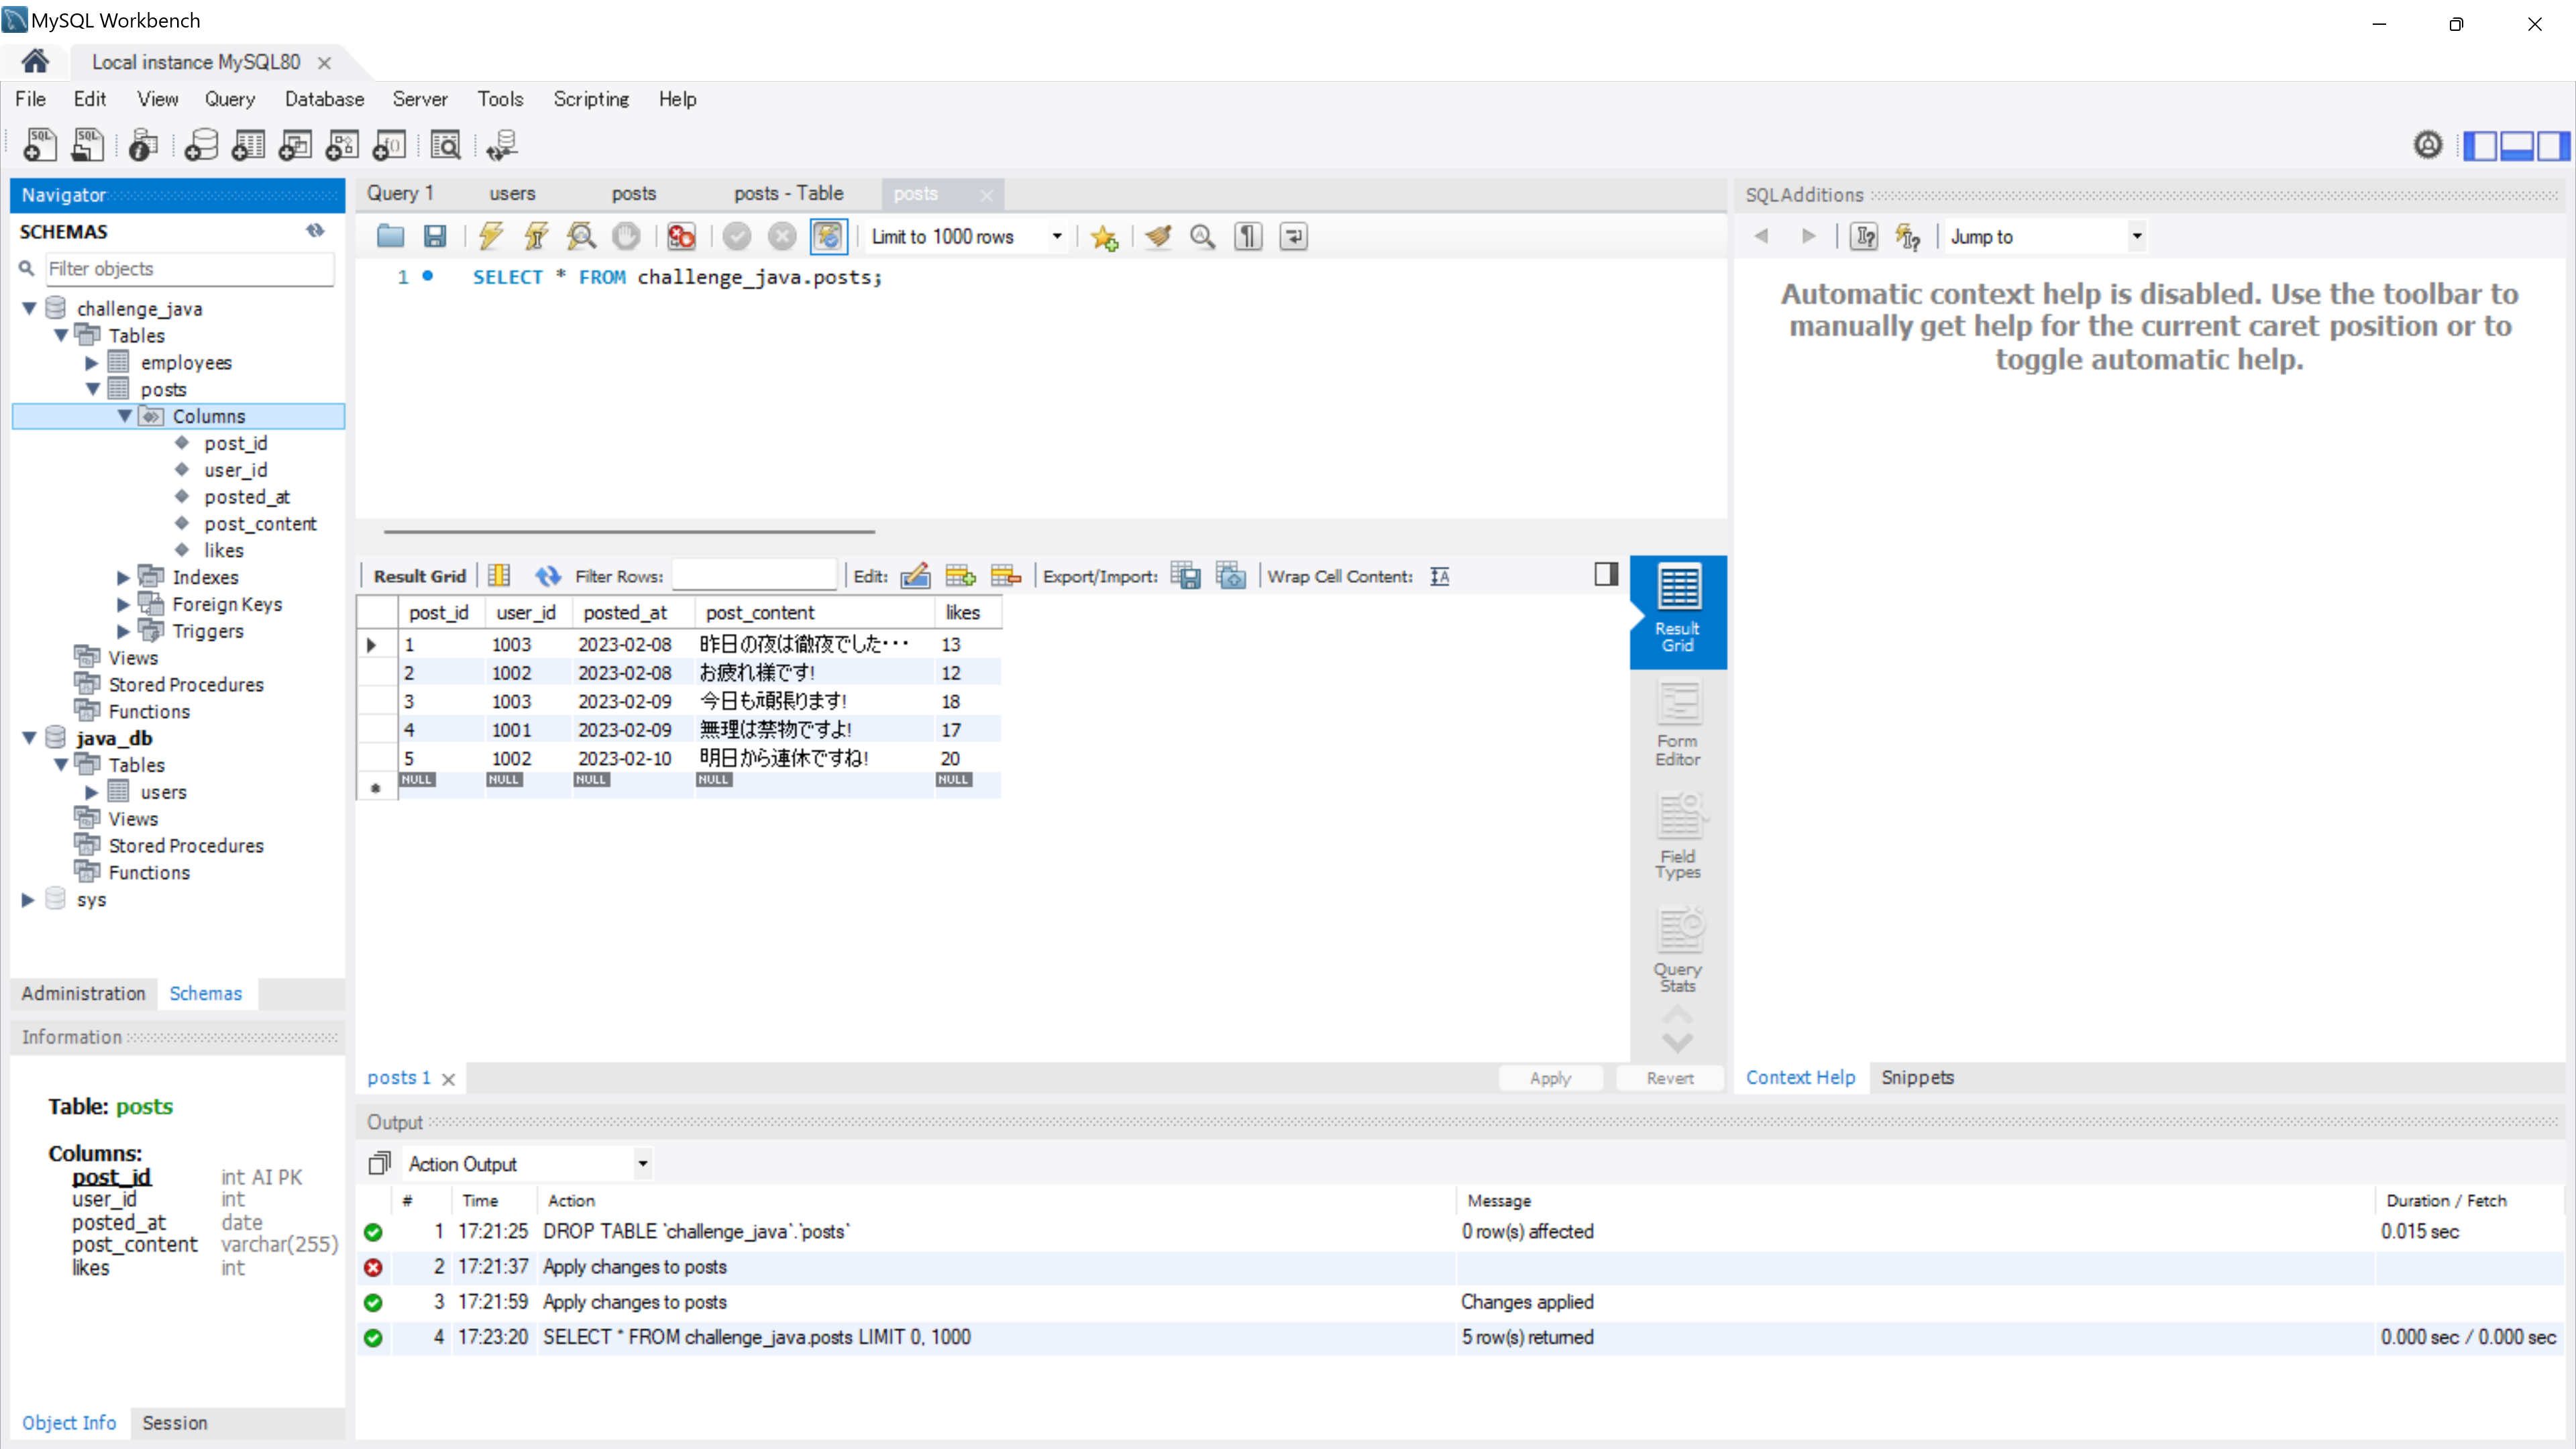 MySQL Workbench
Local instance MySQL80
File Edit View Query Database Server Tools Scripting Help
Navigator
SCHEMAS
Filter objects
challenge_java
Tables
employees
posts
Columns
post_id
user_id
posted_at
post_content
likes
Indexes
Foreign Keys
Triggers
Views
Stored Procedures
Functions
java_db
Tables
users
Views
Stored Procedures
Functions
sys
Administration Schemas
Information
Table: posts
Columns:
post_id int AI PK
user_id int
posted_at date
post_content varchar(255)
likes int
Object Info Session
Query 1 users posts posts - Table posts
Limit to 1000 rows
1 SELECT * FROM challenge_java.posts;
Result Grid Filter Rows: Edit: Export/Import: Wrap Cell Content:
post_id user_id posted_at post_content likes
1 1003 2023-02-08 昨日の夜は徹夜でした・・・ 13
2 1002 2023-02-08 お疲れ様です! 12
3 1003 2023-02-09 今日も頑張ります! 18
4 1001 2023-02-09 無理は禁物ですよ! 17
5 1002 2023-02-10 明日から連休ですね! 20
NULL NULL NULL NULL NULL
Result
Grid
Form
Editor
Field
Types
Query
Stats
posts 1 Apply Revert
SQLAdditions
Jump to
Automatic context help is disabled. Use the toolbar to
manually get help for the current caret position or to
toggle automatic help.
Context Help Snippets
Output
Action Output
# Time Action Message Duration / Fetch
1 17:21:25 DROP TABLE `challenge_java`.`posts` 0 row(s) affected 0.015 sec
2 17:21:37 Apply changes to posts
3 17:21:59 Apply changes to posts Changes applied
4 17:23:20 SELECT * FROM challenge_java.posts LIMIT 0, 1000 5 row(s) returned 0.000 sec / 0.000 sec